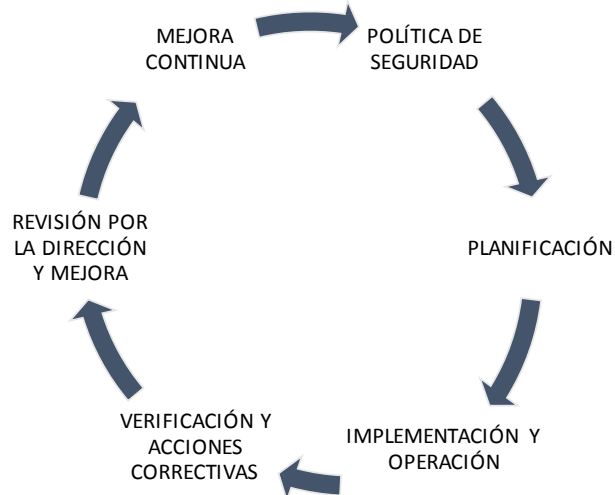 MEJORA
CONTINUA
POLÍTICA DE
SEGURIDAD
PLANIFICACIÓN
IMPLEMENTACIÓN Y
OPERACIÓN
VERIFICACIÓN Y
ACCIONES
CORRECTIVAS
REVISIÓN POR
LA DIRECCIÓN
Y MEJORA